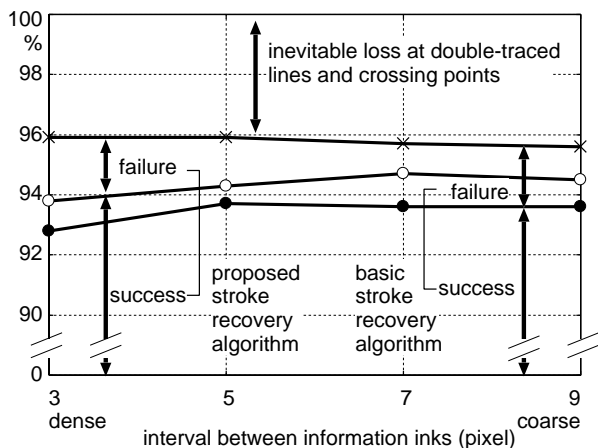 100
%
98
96
94
92
90
0
inevitable loss at double-traced
lines and crossing points
failure
failure
success
success
proposed
stroke
recovery
algorithm
basic
stroke
recovery
algorithm
3
5
7
9
dense
coarse
interval between information inks (pixel)